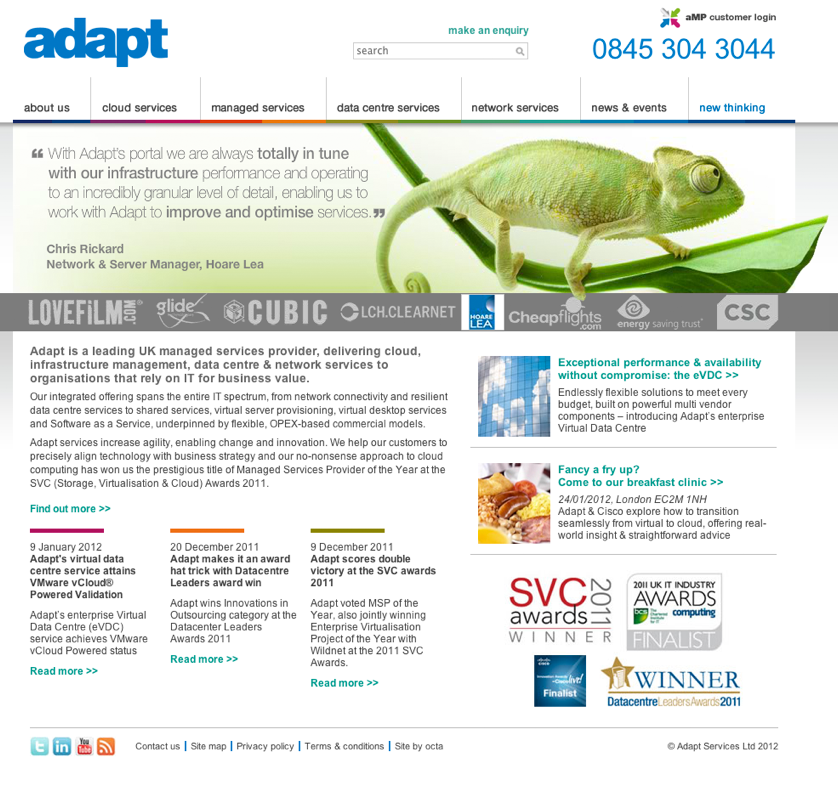 adapt
make an enquiry
search
aMP customer login
0845 304 3044
about us
cloud services
managed services
data centre services
network services
news & events
new thinking
“ With Adapt's portal we are always totally in tune
with our infrastructure performance and operating
to an incredibly granular level of detail, enabling us to
work with Adapt to improve and optimise services.”
Chris Rickard
Network & Server Manager, Hoare Lea
LOVEFiLM.COM®
glide
CUBIC
LCH.CLEARNET
HOARE
LEA
Cheapflights
.com
energy saving trust™
CSC
Adapt is a leading UK managed services provider, delivering cloud,
infrastructure management, data centre & network services to
organisations that rely on IT for business value.
Our integrated offering spans the entire IT spectrum, from network connectivity and resilient
data centre services to shared services, virtual server provisioning, virtual desktop services
and Software as a Service, underpinned by flexible, OPEX-based commercial models.
Adapt services increase agility, enabling change and innovation. We help our customers to
precisely align technology with business strategy and our no-nonsense approach to cloud
computing has won us the prestigious title of Managed Services Provider of the Year at the
SVC (Storage, Virtualisation & Cloud) Awards 2011.
Find out more >>
9 January 2012
Adapt's virtual data
centre service attains
VMware vCloud®
Powered Validation
Adapt's enterprise Virtual
Data Centre (eVDC)
service achieves VMware
vCloud Powered status
Read more >>
20 December 2011
Adapt makes it an award
hat trick with Datacentre
Leaders award win
Adapt wins Innovations in
Outsourcing category at the
Datacenter Leaders
Awards 2011
Read more >>
9 December 2011
Adapt scores double
victory at the SVC awards
2011
Adapt voted MSP of the
Year, also jointly winning
Enterprise Virtualisation
Project of the Year with
Wildnet at the 2011 SVC
Awards.
Read more >>
Exceptional performance & availability
without compromise: the eVDC >>
Endlessly flexible solutions to meet every
budget, built on powerful multi vendor
components – introducing Adapt's enterprise
Virtual Data Centre
Fancy a fry up?
Come to our breakfast clinic >>
24/01/2012, London EC2M 1NH
Adapt & Cisco explore how to transition
seamlessly from virtual to cloud, offering real-
world insight & straightforward advice
SVC 2011
awards
WINNER
2011 UK IT INDUSTRY
AWARDS
bcs The Chartered Institute for IT computing
FINALIST
Finalist
WINNER
DatacentreLeadersAwards2011
You
Tube
Contact us | Site map | Privacy policy | Terms & conditions | Site by octa
© Adapt Services Ltd 2012